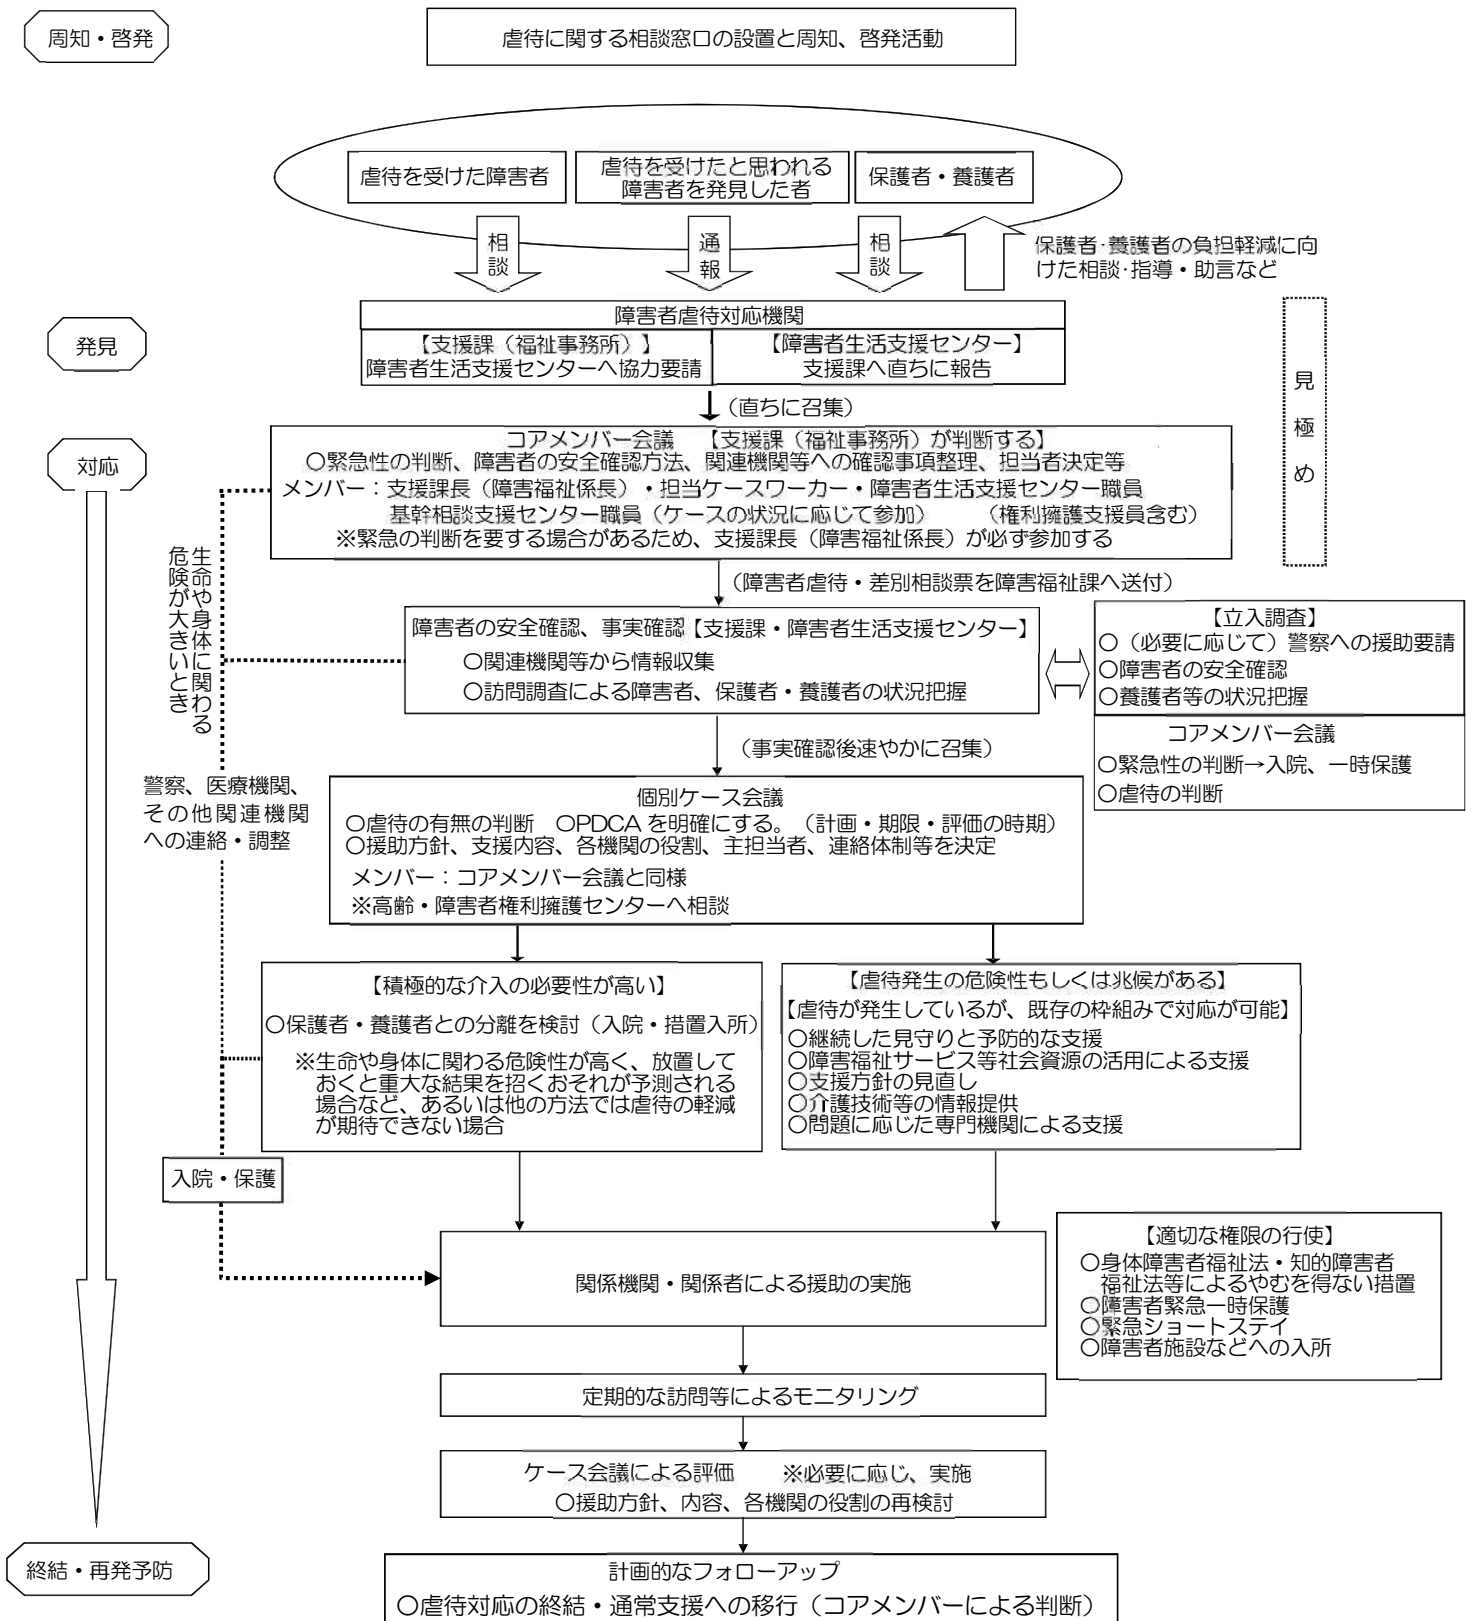 周知・啓発
虐待に関する相談窓口の設置と周知、啓発活動
虐待を受けた障害者
虐待を受けたと思われる
障害者を発見した者
保護者・養護者
相談
通報
相談
保護者・養護者の負担軽減に向
けた相談・指導・助言など
発見
障害者虐待対応機関
【支援課（福祉事務所）】
障害者生活支援センターへ協力要請
【障害者生活支援センター】
支援課へ直ちに報告
見極め
（直ちに召集）
対応
コアメンバー会議　【支援課（福祉事務所）が判断する】
○緊急性の判断、障害者の安全確認方法、関連機関等への確認事項整理、担当者決定等
メンバー：支援課長（障害福祉係長）・担当ケースワーカー・障害者生活支援センター職員
基幹相談支援センター職員（ケースの状況に応じて参加）　（権利擁護支援員含む）
※緊急の判断を要する場合があるため、支援課長（障害福祉係長）が必ず参加する
生命や身体に関わる
危険が大きいとき
（障害者虐待・差別相談票を障害福祉課へ送付）
障害者の安全確認、事実確認【支援課・障害者生活支援センター】
○関連機関等から情報収集
○訪問調査による障害者、保護者・養護者の状況把握
【立入調査】
○（必要に応じて）警察への援助要請
○障害者の安全確認
○養護者等の状況把握
コアメンバー会議
○緊急性の判断→入院、一時保護
○虐待の判断
（事実確認後速やかに召集）
警察、医療機関、
その他関連機関
への連絡・調整
個別ケース会議
○虐待の有無の判断　○PDCAを明確にする。（計画・期限・評価の時期）
○援助方針、支援内容、各機関の役割、主担当者、連絡体制等を決定
メンバー：コアメンバー会議と同様
※高齢・障害者権利擁護センターへ相談
【積極的な介入の必要性が高い】
○保護者・養護者との分離を検討（入院・措置入所）
※生命や身体に関わる危険性が高く、放置して
おくと重大な結果を招くおそれが予測される
場合など、あるいは他の方法では虐待の軽減
が期待できない場合
【虐待発生の危険性もしくは兆候がある】
【虐待が発生しているが、既存の枠組みで対応が可能】
○継続した見守りと予防的な支援
○障害福祉サービス等社会資源の活用による支援
○支援方針の見直し
○介護技術等の情報提供
○問題に応じた専門機関による支援
入院・保護
関係機関・関係者による援助の実施
【適切な権限の行使】
○身体障害者福祉法・知的障害者
福祉法等によるやむを得ない措置
○障害者緊急一時保護
○緊急ショートステイ
○障害者施設などへの入所
定期的な訪問等によるモニタリング
ケース会議による評価　※必要に応じ、実施
○援助方針、内容、各機関の役割の再検討
終結・再発予防
計画的なフォローアップ
○虐待対応の終結・通常支援への移行（コアメンバーによる判断）